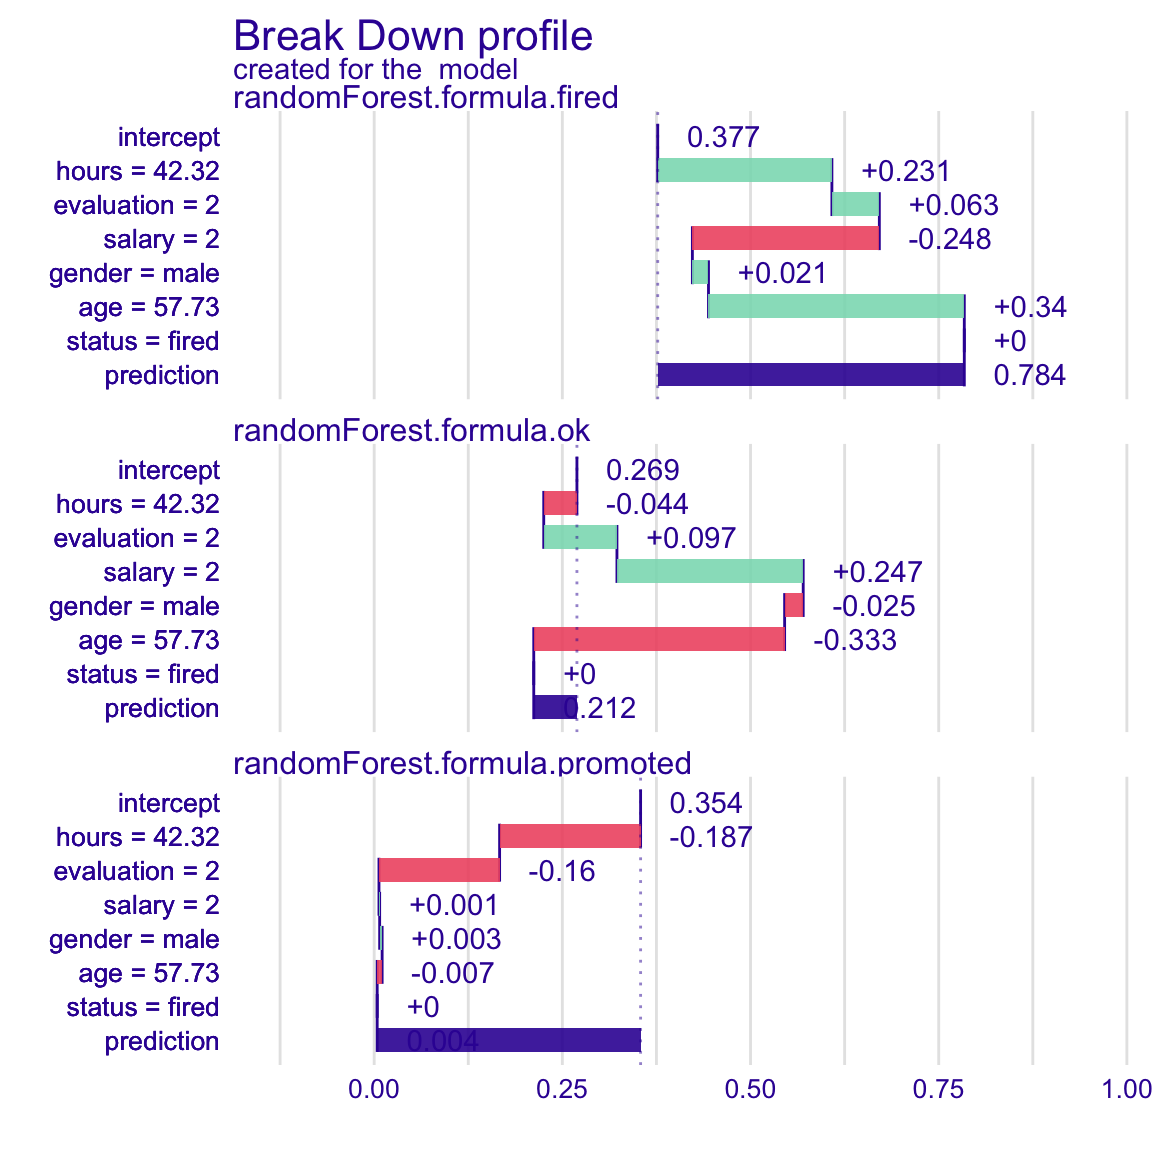 Break Down profile
created for the  model
randomForest.formula.fired
intercept 0.377
hours = 42.32 +0.231
evaluation = 2 +0.063
salary = 2 -0.248
gender = male +0.021
age = 57.73 +0.34
status = fired +0
prediction 0.784
randomForest.formula.ok
intercept 0.269
hours = 42.32 -0.044
evaluation = 2 +0.097
salary = 2 +0.247
gender = male -0.025
age = 57.73 -0.333
status = fired +0
prediction 0.212
randomForest.formula.promoted
intercept 0.354
hours = 42.32 -0.187
evaluation = 2 -0.16
salary = 2 +0.001
gender = male +0.003
age = 57.73 -0.007
status = fired +0
prediction 0.004
0.00 0.25 0.50 0.75 1.00